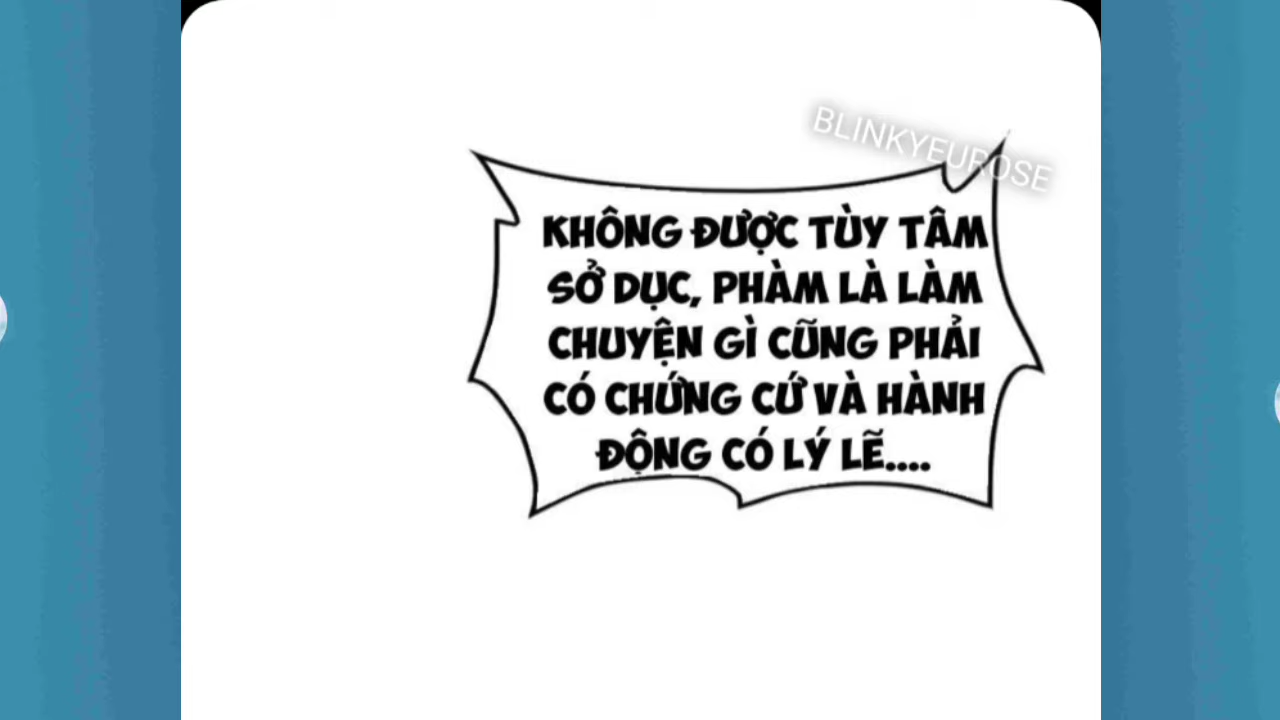 BLINKYEUROSE
KHÔNG ĐƯỢC TÙY TÂM
SỞ DỤC, PHÀM LÀ LÀM
CHUYỆN GÌ CŨNG PHẢI
CÓ CHỨNG CỨ VÀ HÀNH
ĐỘNG CÓ LÝ LẼ....